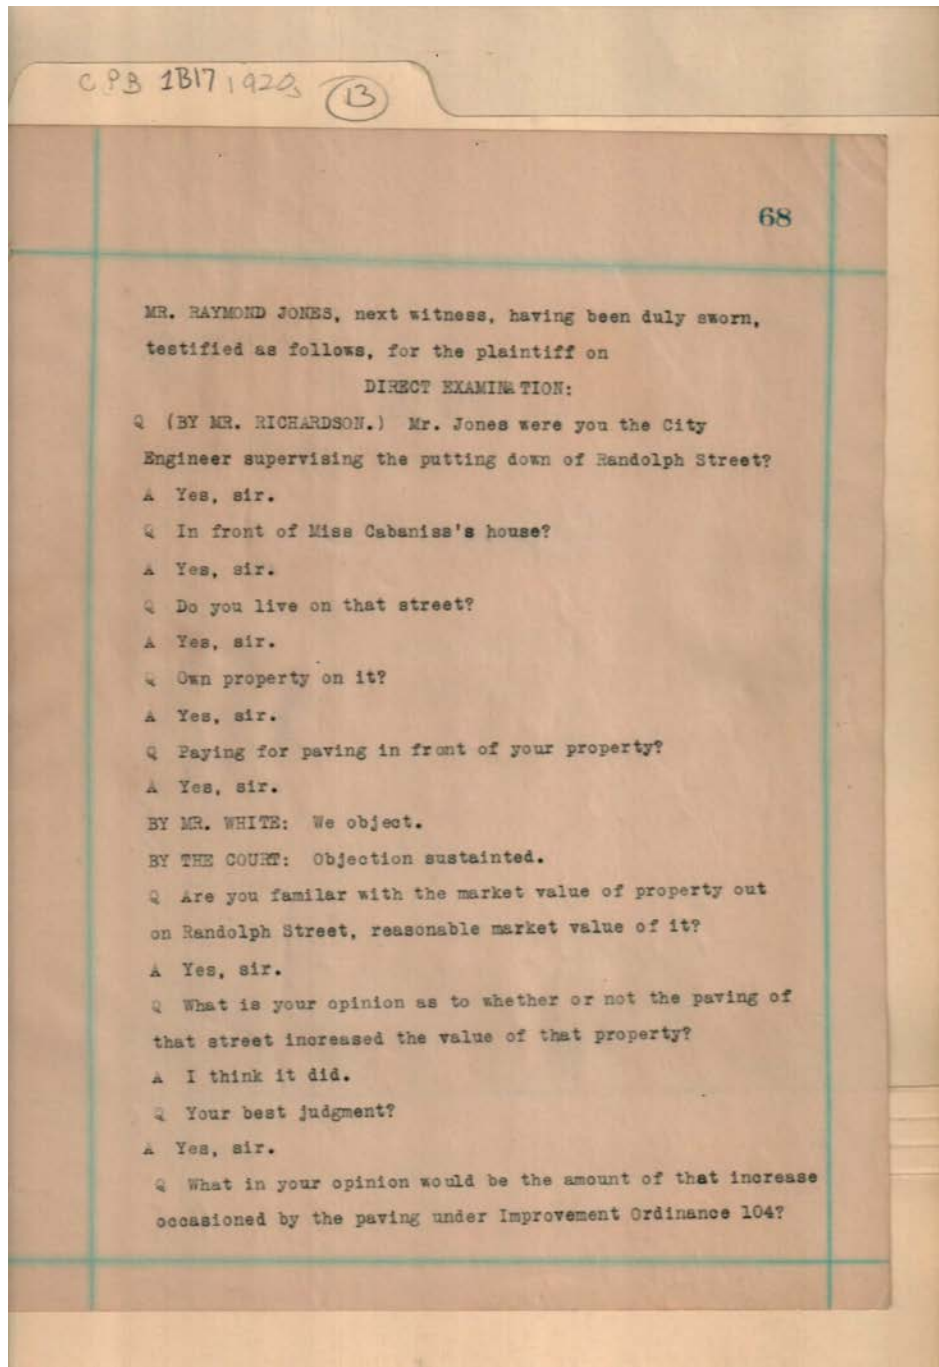 CPB 1B17 1920s 13
68
MR. RAYMOND JONES, next witness, having been duly sworn,
testified as follows, for the plaintiff on
DIRECT EXAMINATION:
Q (BY MR. RICHARDSON.) Mr. Jones were you the City
Engineer supervising the putting down of Randolph Street?
A Yes, sir.
Q In front of Miss Cabaniss's house?
A Yes, sir.
Q Do you live on that street?
A Yes, sir.
Q Own property on it?
A Yes, sir.
Q Paying for paving in front of your property?
A Yes, sir.
BY MR. WHITE: We object.
BY THE COURT: Objection sustainted.
Q Are you familar with the market value of property out
on Randolph Street, reasonable market value of it?
A Yes, sir.
Q What is your opinion as to whether or not the paving of
that street increased the value of that property?
A I think it did.
Q Your best judgment?
A Yes, sir.
Q What in your opinion would be the amount of that increase
occasioned by the paving under Improvement Ordinance 104?